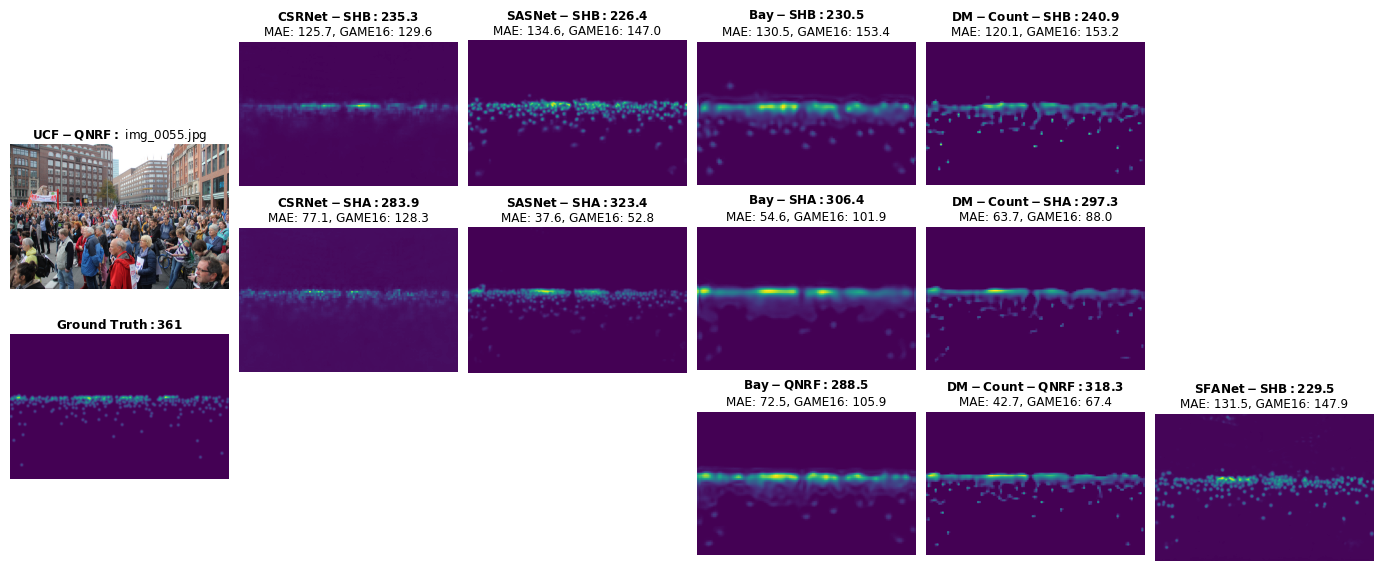 CSRNet−SHB: 235.3
MAE: 125.7, GAME16: 129.6
SASNet−SHB: 226.4
MAE: 134.6, GAME16: 147.0
Bay−SHB: 230.5
MAE: 130.5, GAME16: 153.4
DM−Count−SHB: 240.9
MAE: 120.1, GAME16: 153.2
UCF−QNRF: img_0055.jpg
CSRNet−SHA: 283.9
MAE: 77.1, GAME16: 128.3
SASNet−SHA: 323.4
MAE: 37.6, GAME16: 52.8
Bay−SHA: 306.4
MAE: 54.6, GAME16: 101.9
DM−Count−SHA: 297.3
MAE: 63.7, GAME16: 88.0
Ground Truth: 361
Bay−QNRF: 288.5
MAE: 72.5, GAME16: 105.9
DM−Count−QNRF: 318.3
MAE: 42.7, GAME16: 67.4
SFANet−SHB: 229.5
MAE: 131.5, GAME16: 147.9